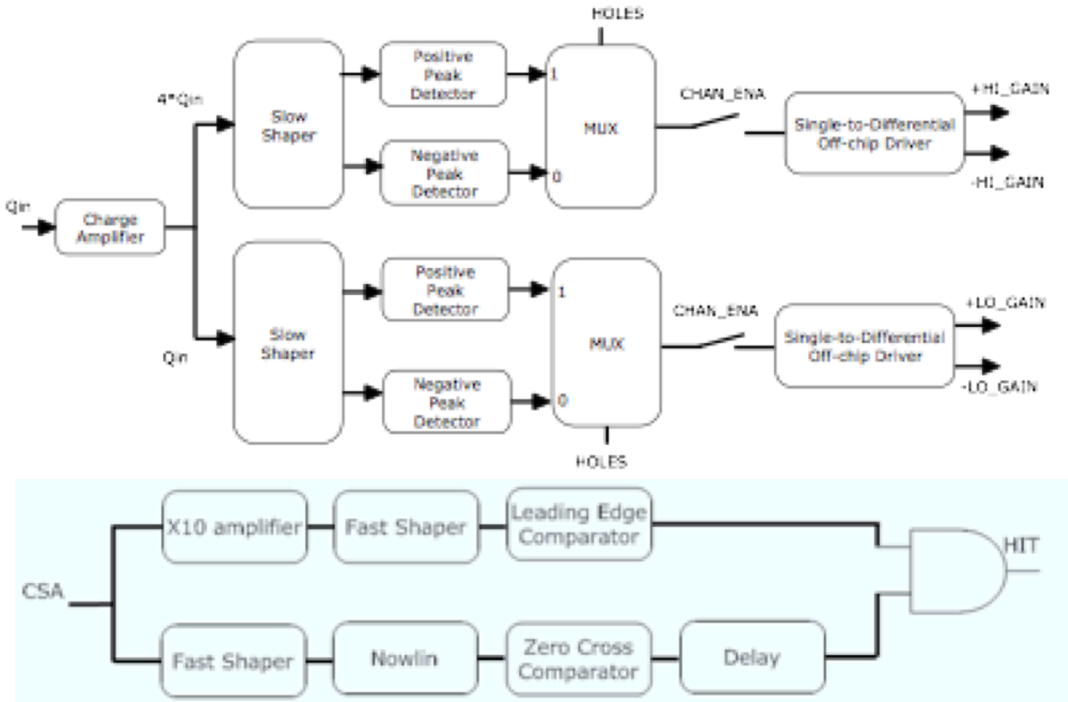 HOLES
4*Qin
Slow
Shaper
Positive
Peak
Detector
Negative
Peak
Detector
1
0
MUX
CHAN_ENA
Single-to-Differential
Off-chip Driver
+HI_GAIN
-HI_GAIN
Qin
Charge
Amplifier
Qin
Slow
Shaper
Positive
Peak
Detector
Negative
Peak
Detector
1
0
MUX
HOLES
CHAN_ENA
Single-to-Differential
Off-chip Driver
+LO_GAIN
-LO_GAIN
CSA
X10 amplifier
Fast Shaper
Leading Edge
Comparator
Fast Shaper
Nowlin
Zero Cross
Comparator
Delay
HIT